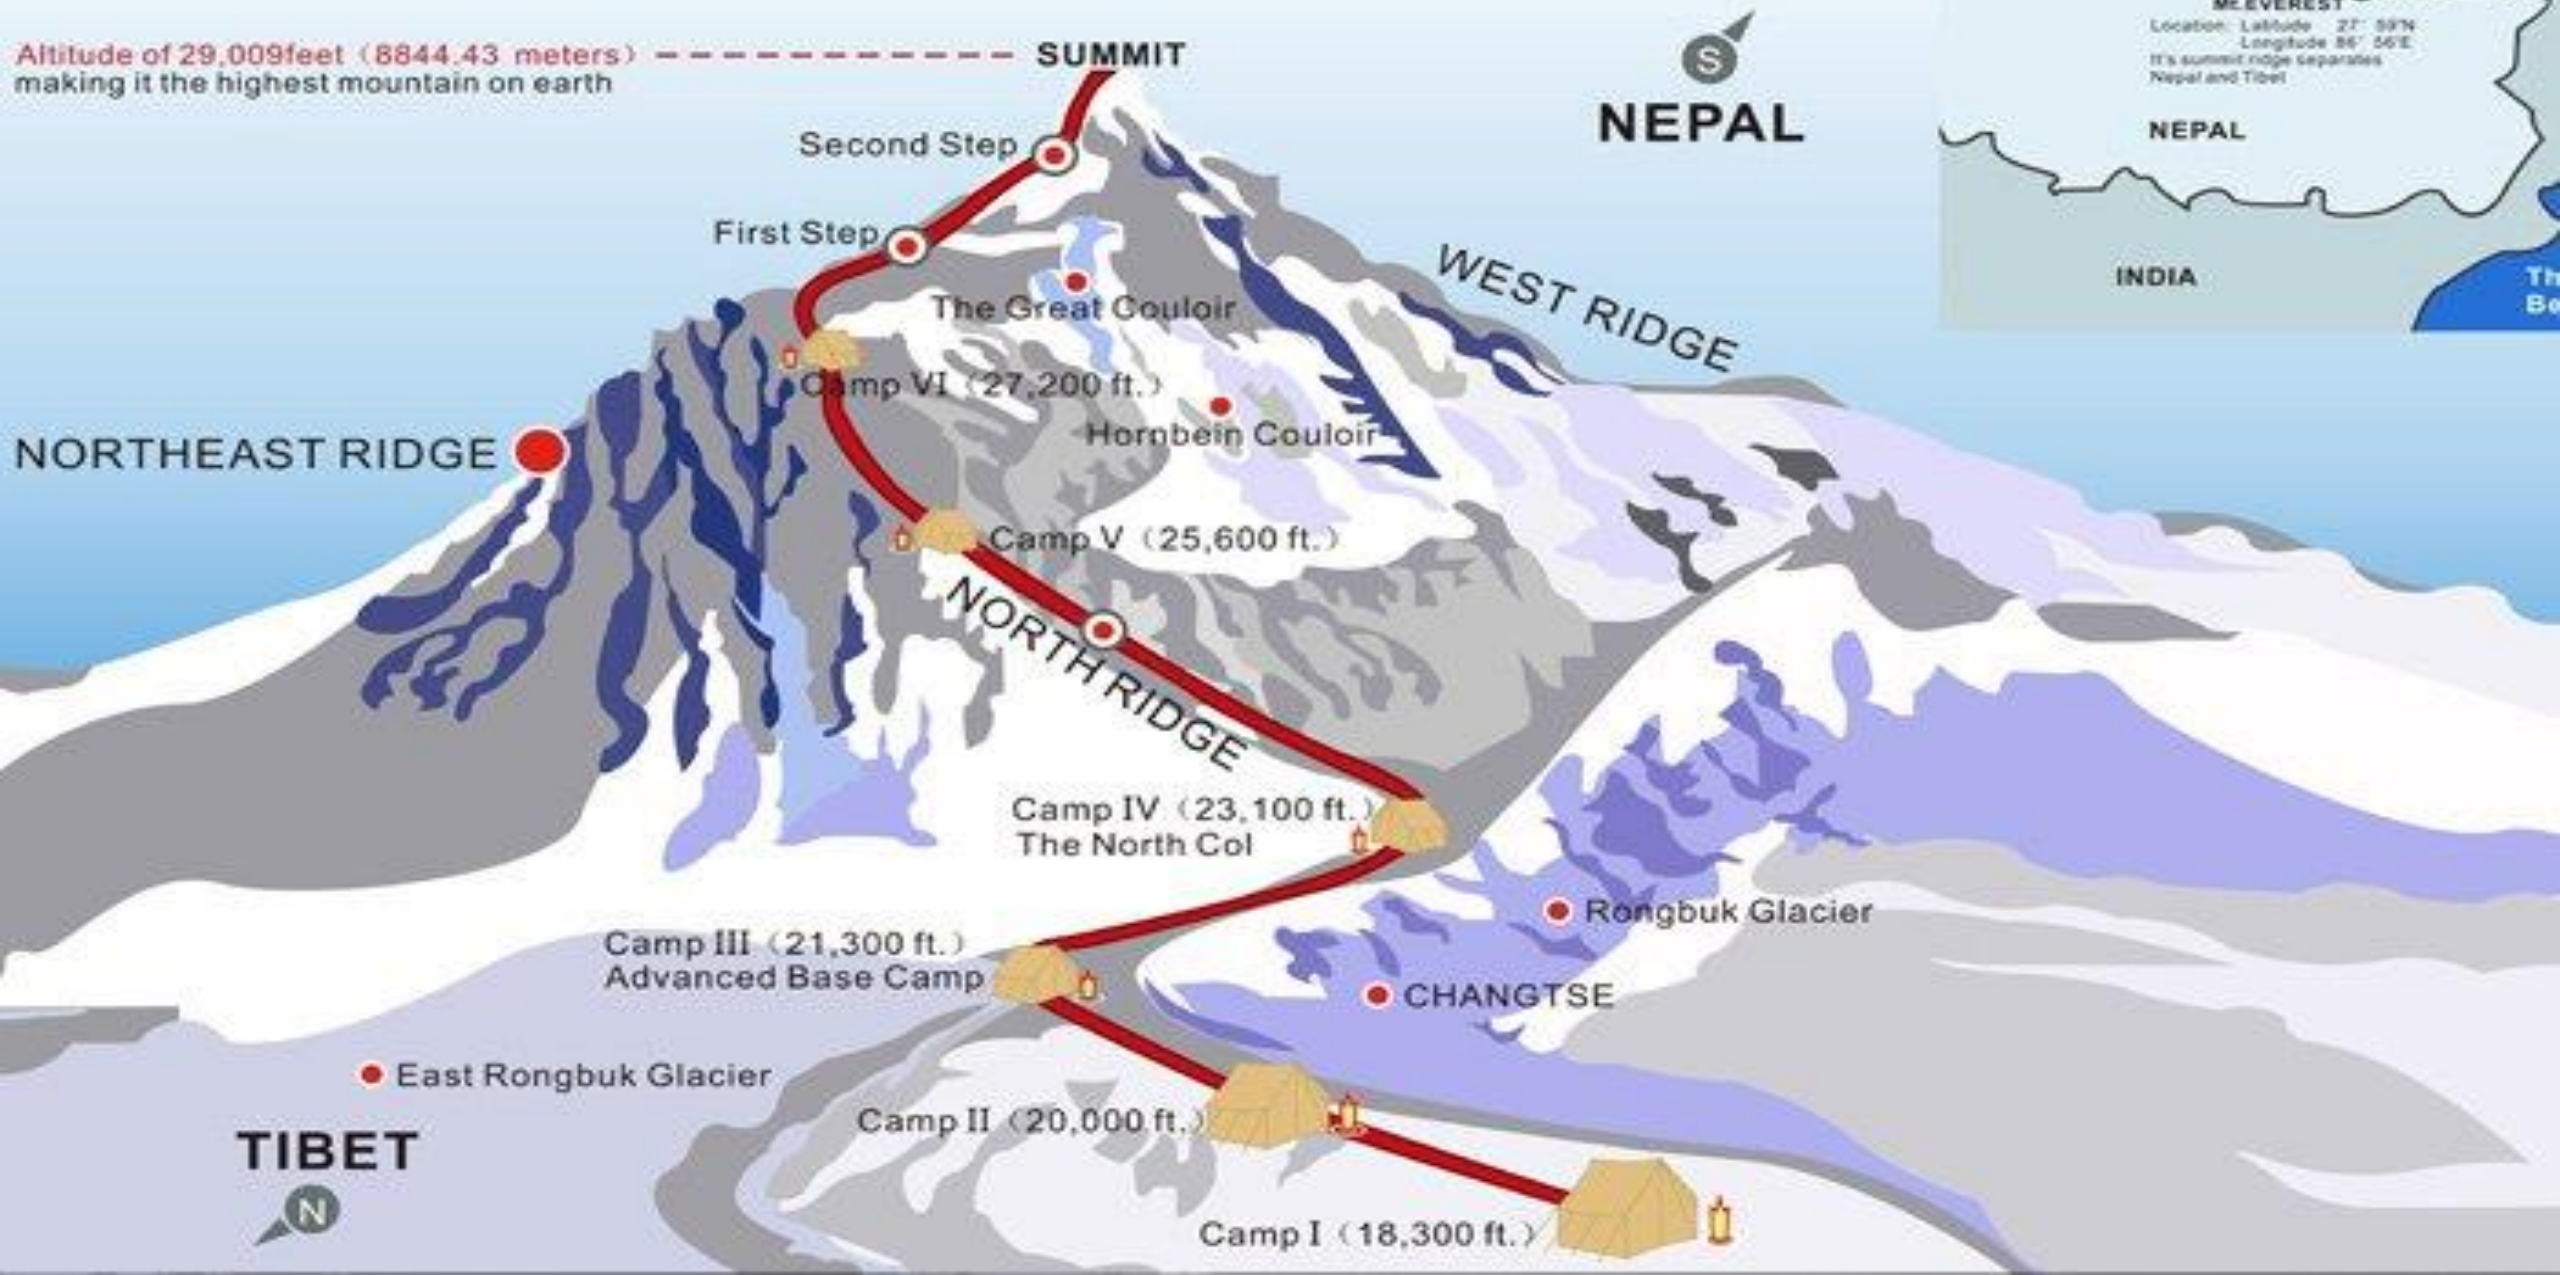 Mt.EVEREST
Location: Latitude 27° 59'N
Longitude 86° 56'E
It's summit ridge separates
Nepal and Tibet
NEPAL
INDIA
Altitude of 29,009feet (8844.43 meters)
making it the highest mountain on earth
SUMMIT
S
NEPAL
Second Step
First Step
WEST RIDGE
The Great Couloir
Camp VI (27,200 ft.)
Hornbein Couloir
NORTHEAST RIDGE
Camp V (25,600 ft.)
NORTH RIDGE
Camp IV (23,100 ft.)
The North Col
Rongbuk Glacier
Camp III (21,300 ft.)
Advanced Base Camp
CHANGTSE
East Rongbuk Glacier
Camp II (20,000 ft.)
TIBET
N
Camp I (18,300 ft.)